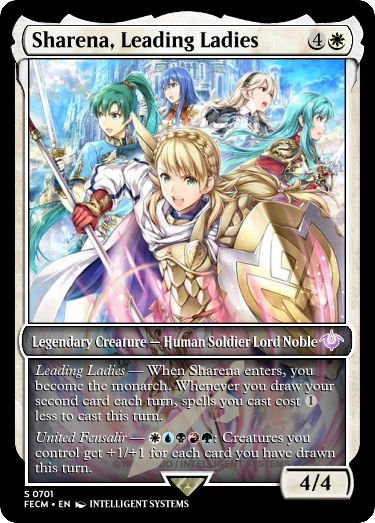 Sharena, Leading Ladies 4
Legendary Creature — Human Soldier Lord Noble
Leading Ladies — When Sharena enters, you
become the monarch. Whenever you draw your
second card each turn, spells you cast cost 1
less to cast this turn.
United Fensalir — : Creatures you
control get +1/+1 for each card you have drawn
this turn.
4/4
S 0701
FECM • EN INTELLIGENT SYSTEMS